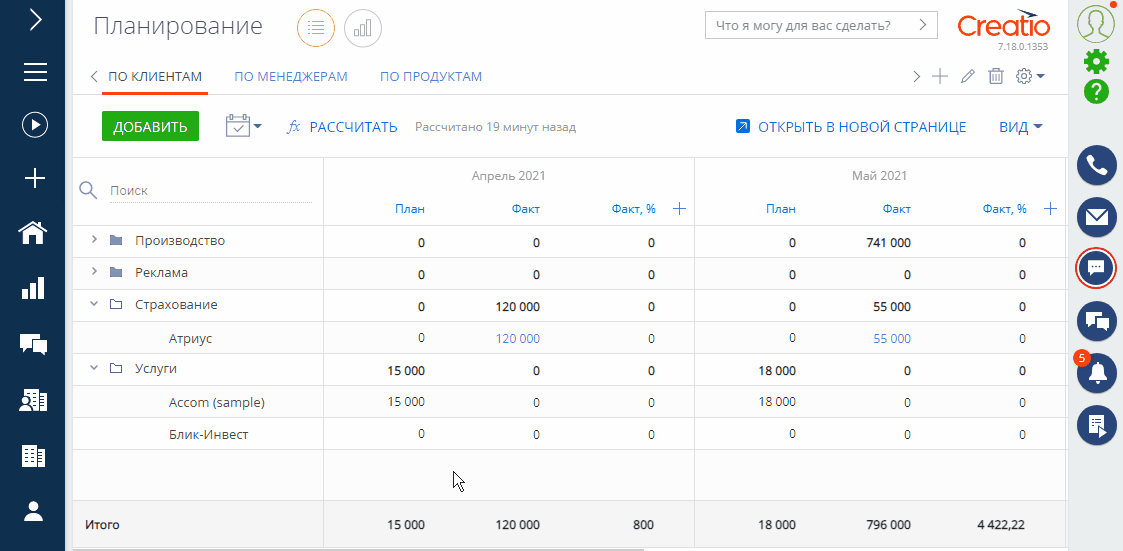 Планирование
Что я могу для вас сделать?
Creatio
7.18.0.1353
ПО КЛИЕНТАМ ПО МЕНЕДЖЕРАМ ПО ПРОДУКТАМ
ДОБАВИТЬ fx РАССЧИТАТЬ Рассчитано 19 минут назад ОТКРЫТЬ В НОВОЙ СТРАНИЦЕ ВИД
Поиск Апрель 2021 Май 2021
План Факт Факт, % План Факт Факт, %
Производство 0 0 0 0 741 000 0
Реклама 0 0 0 0 0 0
Страхование 0 120 000 0 0 55 000 0
Атриус 0 120 000 0 0 55 000 0
5
Услуги 15 000 0 0 18 000 0 0
Accom (sample) 15 000 0 0 18 000 0 0
Блик-Инвест 0 0 0 0 0 0
Итого 15 000 120 000 800 18 000 796 000 4 422,22